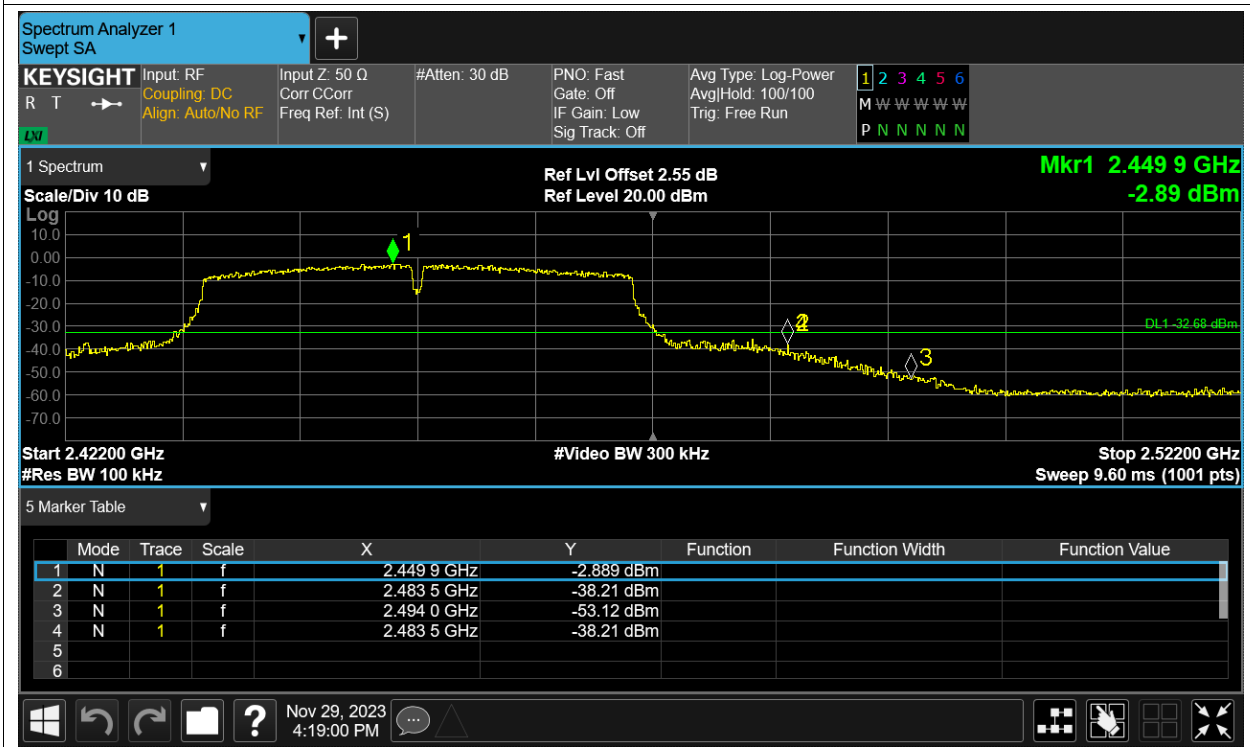 Spectrum Analyzer 1
Swept SA
KEYSIGHT Input: RF Input Z: 50 Ω #Atten: 30 dB PNO: Fast Avg Type: Log-Power 1 2 3 4 5 6
R T Coupling: DC Corr CCorr Gate: Off Avg|Hold: 100/100 M W W W W W
Align: Auto/No RF Freq Ref: Int (S) IF Gain: Low Trig: Free Run
LXI Sig Track: Off P N N N N N
1 Spectrum
Ref Lvl Offset 2.55 dB Mkr1 2.449 9 GHz
Scale/Div 10 dB Ref Level 20.00 dBm -2.89 dBm
Log
10.0
1
0.00
-10.0
-20.0
-30.0
2
DL1 -32.68 dBm
-40.0
3
-50.0
-60.0
-70.0
Start 2.42200 GHz #Video BW 300 kHz Stop 2.52200 GHz
#Res BW 100 kHz Sweep 9.60 ms (1001 pts)
5 Marker Table
Mode Trace Scale X Y Function Function Width Function Value
1 N 1 f 2.449 9 GHz -2.889 dBm
2 N 1 f 2.483 5 GHz -38.21 dBm
3 N 1 f 2.494 0 GHz -53.12 dBm
4 N 1 f 2.483 5 GHz -38.21 dBm
5
6
? Nov 29, 2023
4:19:00 PM